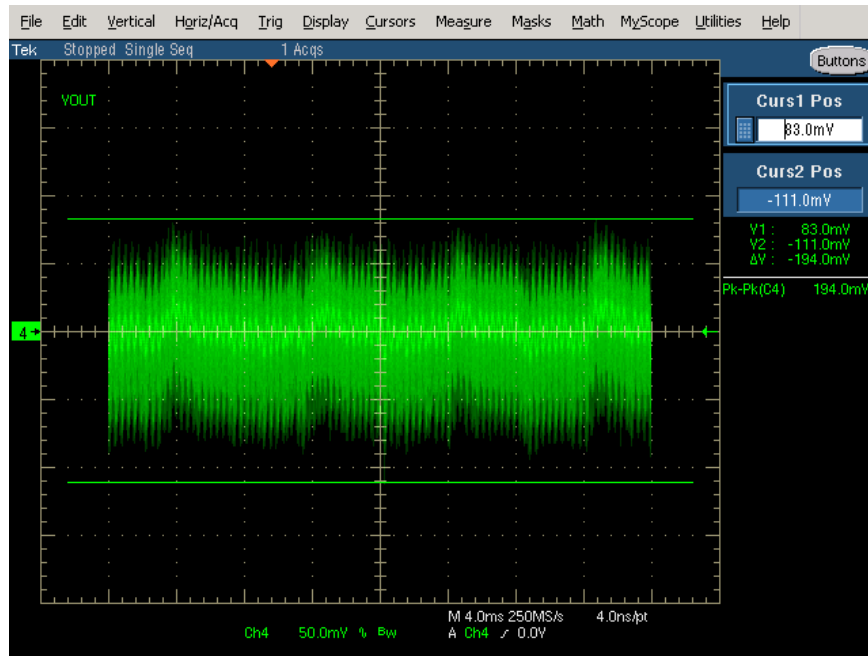 File Edit Vertical Horiz/Acq Trig Display Cursors Measure Masks Math MyScope Utilities Help
Tek Stopped Single Seq 1 Acqs
Buttons
VOUT
Curs1 Pos
83.0mV
Curs2 Pos
-111.0mV
V1 : 83.0mV
V2 : -111.0mV
ΔV : -194.0mV
Pk-Pk(C4) 194.0mV
4
M 4.0ms 250MS/s 4.0ns/pt
Ch4 50.0mV % Bw A Ch4 / 0.0V